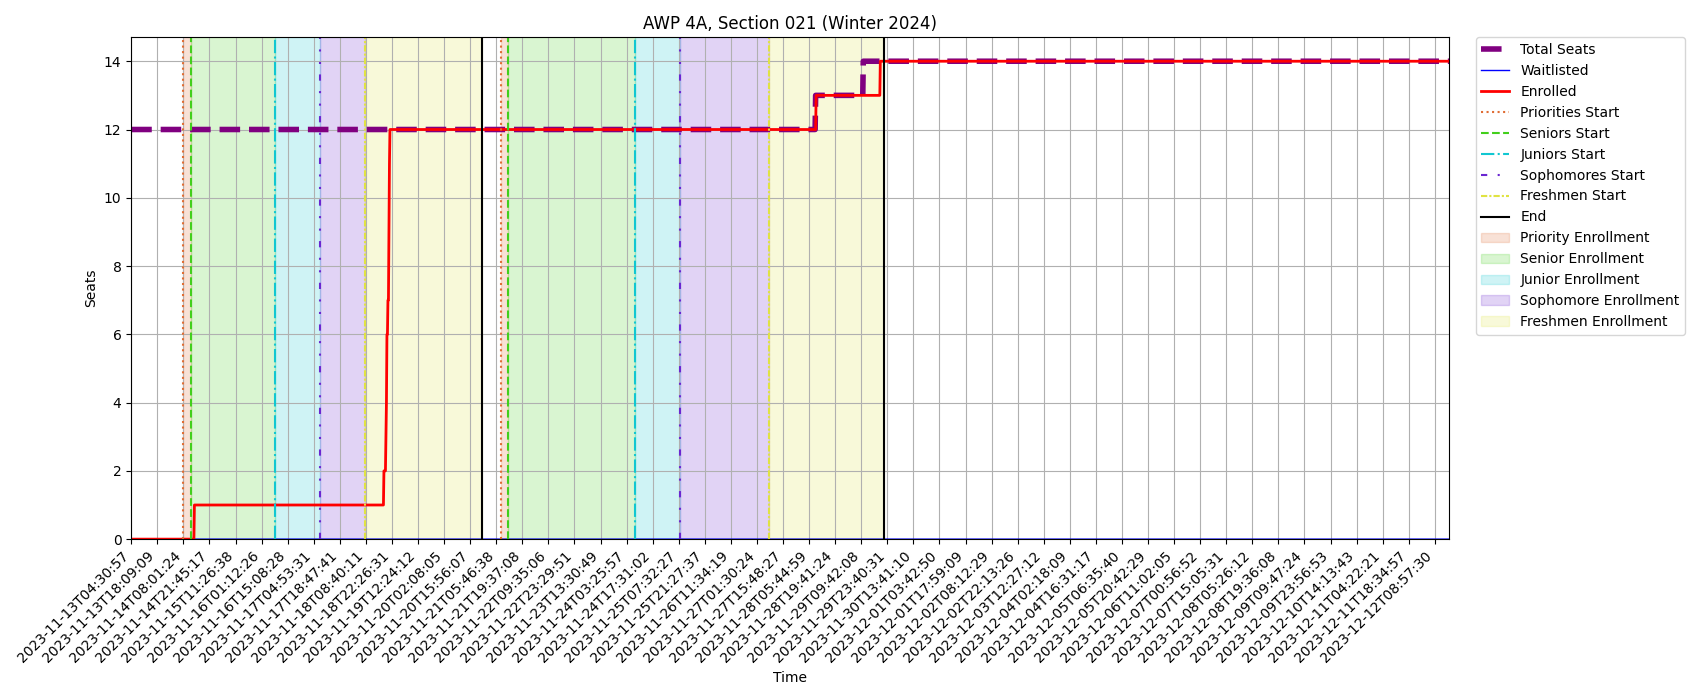 AWP 4A, Section 021 (Winter 2024)
Seats
14
12
10
8
6
4
2
0
2023-11-13T04:30:57
2023-11-13T18:09:09
2023-11-14T08:01:24
2023-11-14T21:45:17
2023-11-15T11:26:38
2023-11-16T01:12:26
2023-11-16T15:08:28
2023-11-17T04:53:31
2023-11-17T18:47:41
2023-11-18T08:40:11
2023-11-18T22:26:31
2023-11-19T12:24:12
2023-11-20T02:08:05
2023-11-20T15:56:07
2023-11-21T05:46:38
2023-11-21T19:37:08
2023-11-22T09:35:06
2023-11-22T23:29:51
2023-11-23T13:30:49
2023-11-24T03:25:57
2023-11-24T17:31:02
2023-11-25T07:32:27
2023-11-25T21:27:37
2023-11-26T11:34:19
2023-11-27T01:30:24
2023-11-27T15:48:27
2023-11-28T05:44:59
2023-11-28T19:41:24
2023-11-29T09:42:08
2023-11-29T23:40:31
2023-11-30T13:41:10
2023-12-01T03:42:50
2023-12-01T17:59:09
2023-12-02T08:12:29
2023-12-02T22:13:26
2023-12-03T12:27:12
2023-12-04T02:18:09
2023-12-04T16:31:17
2023-12-05T06:35:40
2023-12-05T20:42:29
2023-12-06T11:02:05
2023-12-07T00:56:52
2023-12-07T15:05:31
2023-12-08T05:26:12
2023-12-08T19:36:08
2023-12-09T09:47:24
2023-12-09T23:56:53
2023-12-10T14:13:43
2023-12-11T04:22:21
2023-12-11T18:34:57
2023-12-12T08:57:30
Time
Total Seats
Waitlisted
Enrolled
Priorities Start
Seniors Start
Juniors Start
Sophomores Start
Freshmen Start
End
Priority Enrollment
Senior Enrollment
Junior Enrollment
Sophomore Enrollment
Freshmen Enrollment